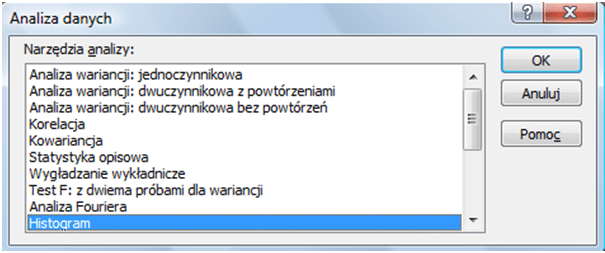 Analiza danych
Narzędzia analizy:
Analiza wariancji: jednoczynnikowa
Analiza wariancji: dwuczynnikowa z powtórzeniami
Analiza wariancji: dwuczynnikowa bez powtórzeń
Korelacja
Kowariancja
Statystyka opisowa
Wygładzanie wykładnicze
Test F: z dwiema próbami dla wariancji
Analiza Fouriera
Histogram
OK
Anuluj
Pomoc